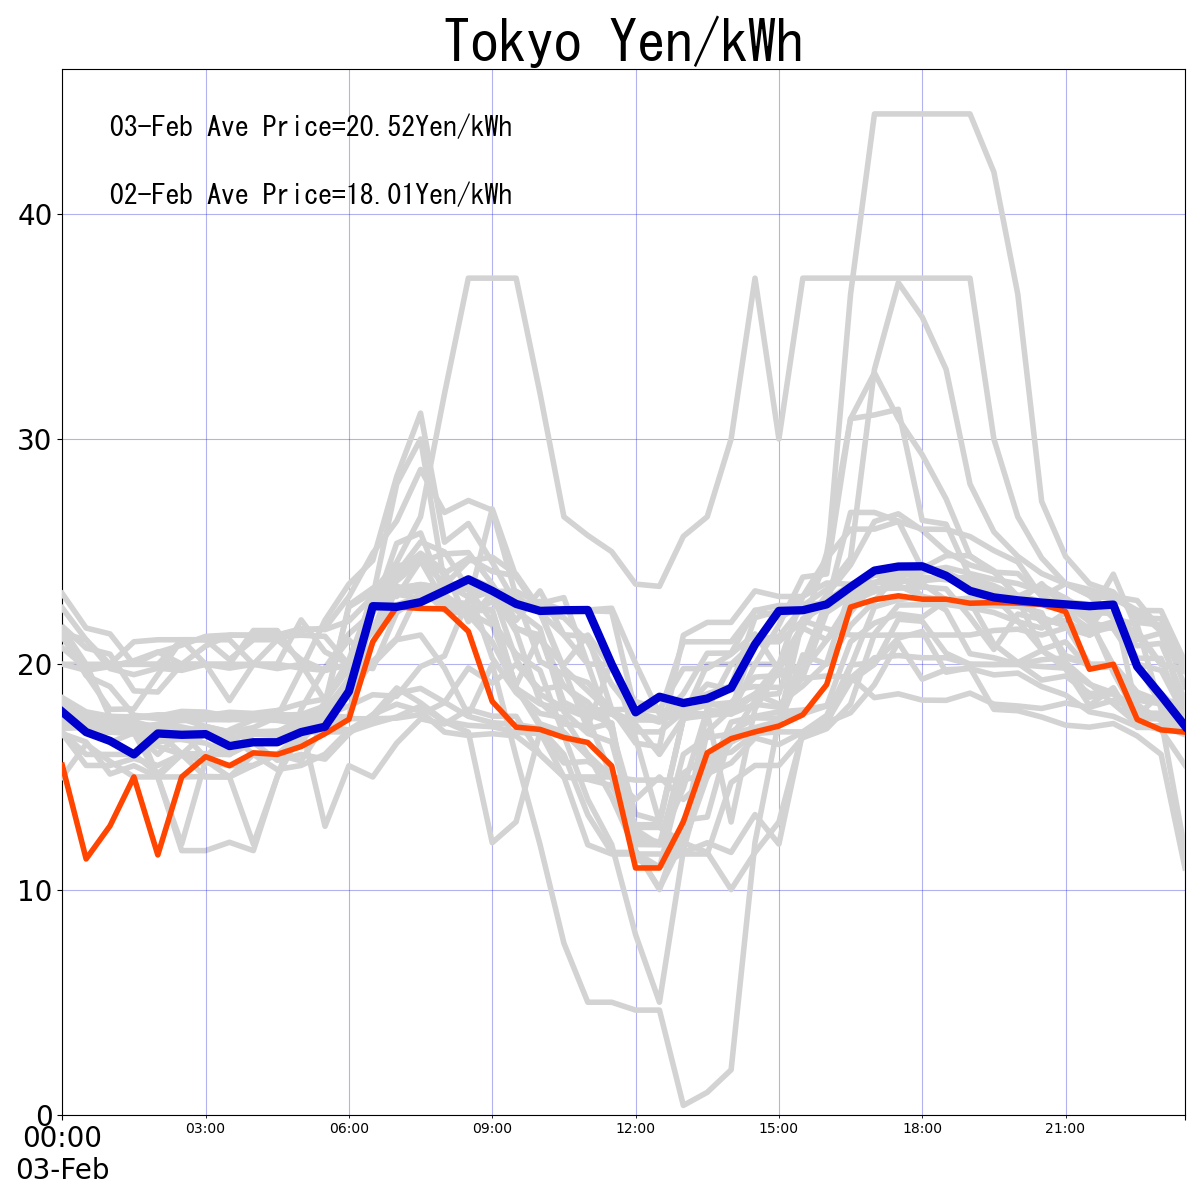 Tokyo Yen/kWh
03-Feb Ave Price=20.52Yen/kWh
02-Feb Ave Price=18.01Yen/kWh
40
30
20
10
0
00:00 03:00 06:00 09:00 12:00 15:00 18:00 21:00
03-Feb